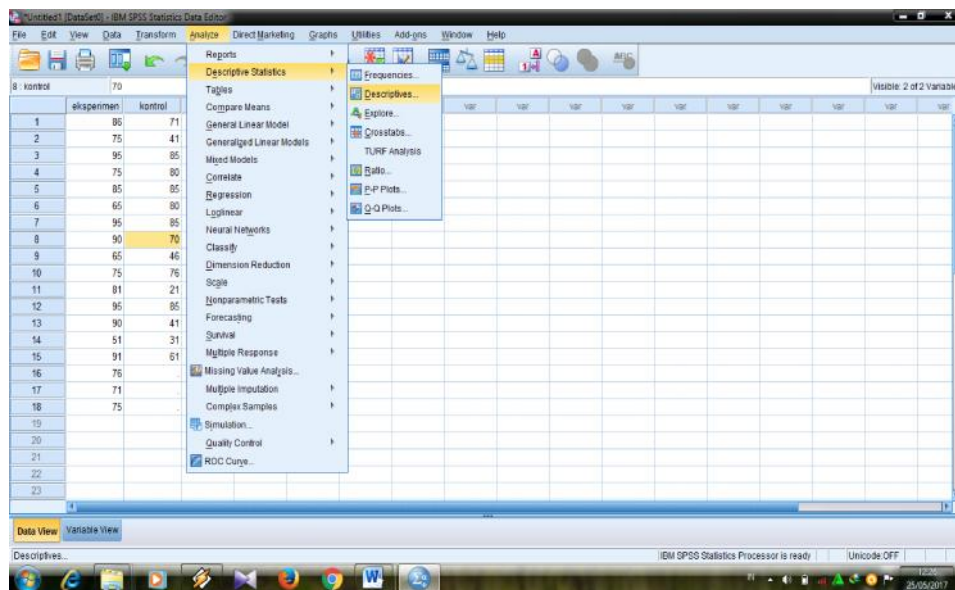 *Untitled1 [DataSet0] - IBM SPSS Statistics Data Editor
File Edit View Data Transform Analyze Direct Marketing Graphs Utilities Add-ons Window Help
8 : kontrol 70 Visible: 2 of 2 Variable
eksperimen kontrol var var var var var var var var var
1 86 71
2 75 41
3 95 85
4 75 80
5 85 85
6 65 80
7 95 85
8 90 70
9 65 46
10 75 76
11 81 21
12 95 85
13 90 41
14 51 31
15 91 61
16 76 .
17 71 .
18 75 .
19
20
21
22
23
Reports
Descriptive Statistics
Tables
Compare Means
General Linear Model
Generalized Linear Models
Mixed Models
Correlate
Regression
Loglinear
Neural Networks
Classify
Dimension Reduction
Scale
Nonparametric Tests
Forecasting
Survival
Multiple Response
Missing Value Analysis...
Multiple Imputation
Complex Samples
Simulation...
Quality Control
ROC Curve...
Frequencies...
Descriptives...
Explore...
Crosstabs...
TURF Analysis
Ratio...
P-P Plots...
Q-Q Plots...
Data View Variable View
Descriptives... IBM SPSS Statistics Processor is ready Unicode:OFF
12:26
25/05/2017